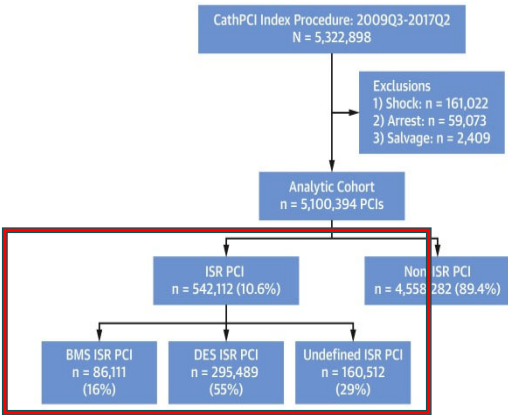 CathPCI Index Procedure: 2009Q3-2017Q2
N = 5,322,898
Exclusions
1) Shock: n = 161,022
2) Arrest: n = 59,073
3) Salvage: n = 2,409
Analytic Cohort
n = 5,100,394 PCIs
ISR PCI
n = 542,112 (10.6%)
Non ISR PCI
n = 4,558,282 (89.4%)
BMS ISR PCI
n = 86,111
(16%)
DES ISR PCI
n = 295,489
(55%)
Undefined ISR PCI
n = 160,512
(29%)